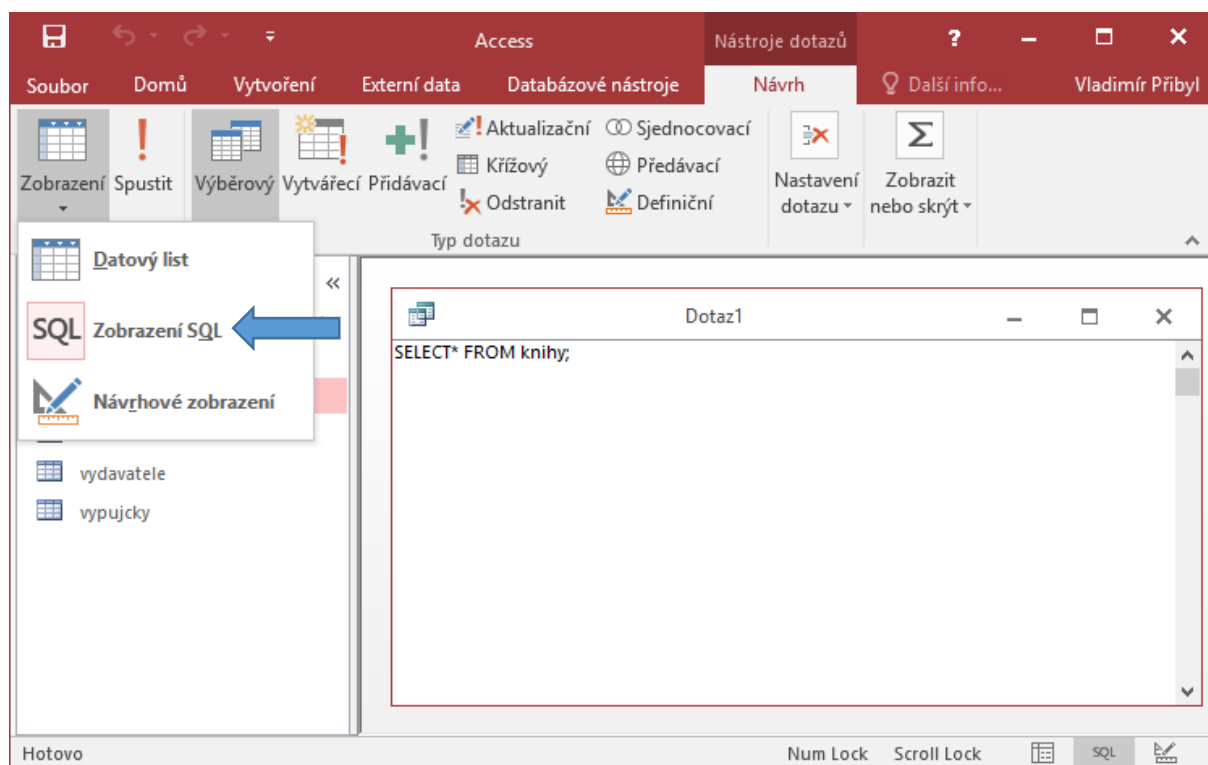 Access
Nástroje dotazů
?
Soubor
Domů
Vytvoření
Externí data
Databázové nástroje
Návrh
Další info...
Vladimír Přibyl
Zobrazení
Spustit
Výběrový
Vytvářecí
Přidávací
Aktualizační
Křížový
Odstranit
Sjednocovací
Předávací
Definiční
Nastavení
dotazu
Zobrazit
nebo skrýt
Typ dotazu
Datový list
SQL Zobrazení SQL
Návrhové zobrazení
vydavatele
vypujcky
Dotaz1
SELECT* FROM knihy;
Hotovo
Num Lock
Scroll Lock
SQL